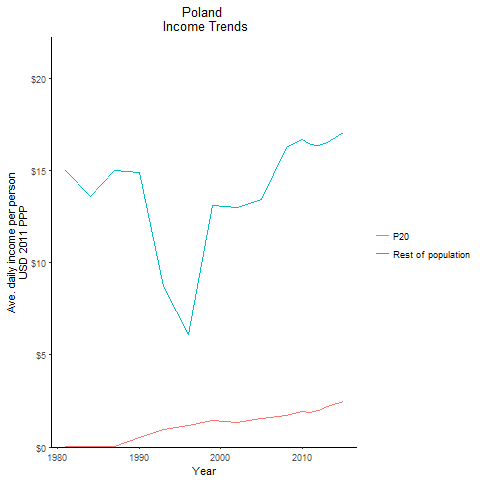 Poland
Income Trends
Ave. daily income per person
USD 2011 PPP
$20
$15
$10
$5
$0
1980
1990
2000
2010
Year
P20
Rest of population